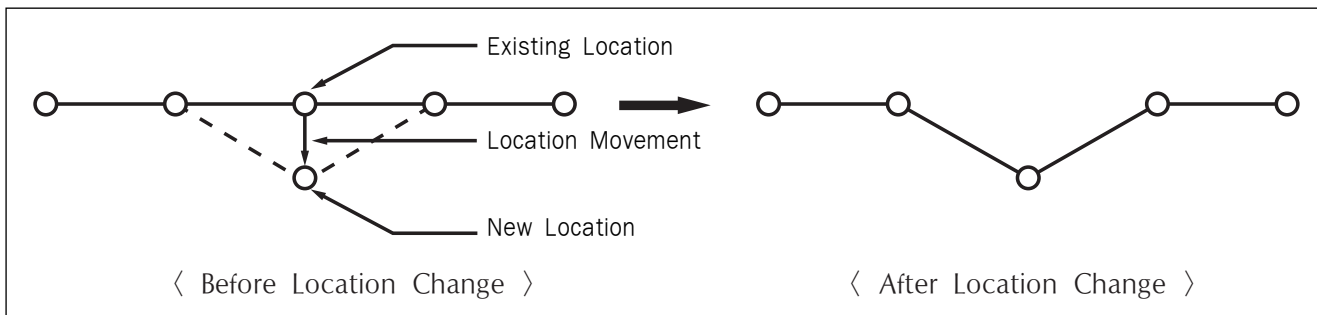 Existing Location
Location Movement
New Location
〈 Before Location Change 〉
〈 After Location Change 〉